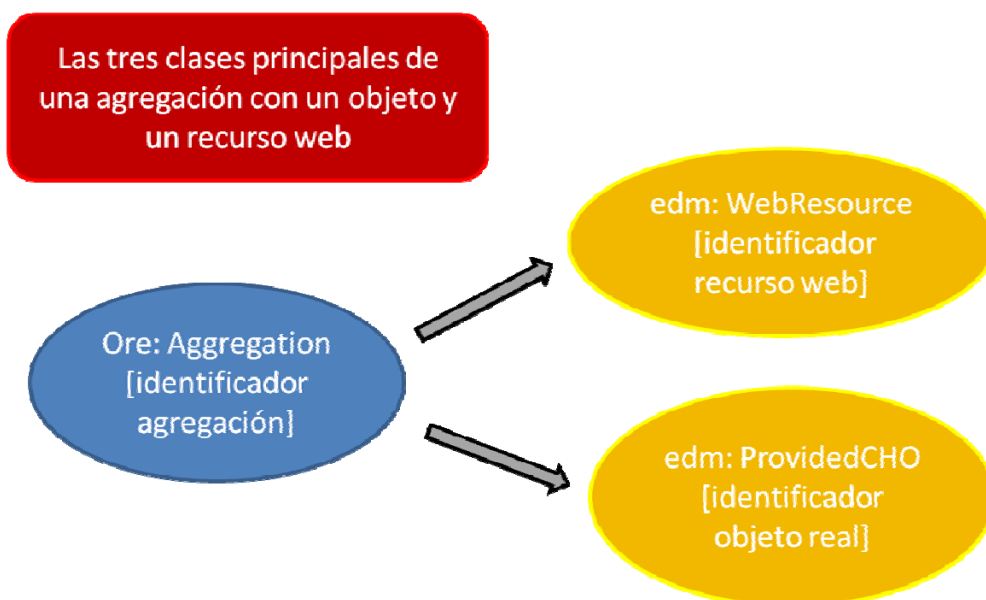 Las tres clases principales de
una agregación con un objeto y
un recurso web
edm: WebResource
[identificador
recurso web]
Ore: Aggregation
[identificador
agregación]
edm: ProvidedCHO
[identificador
objeto real]